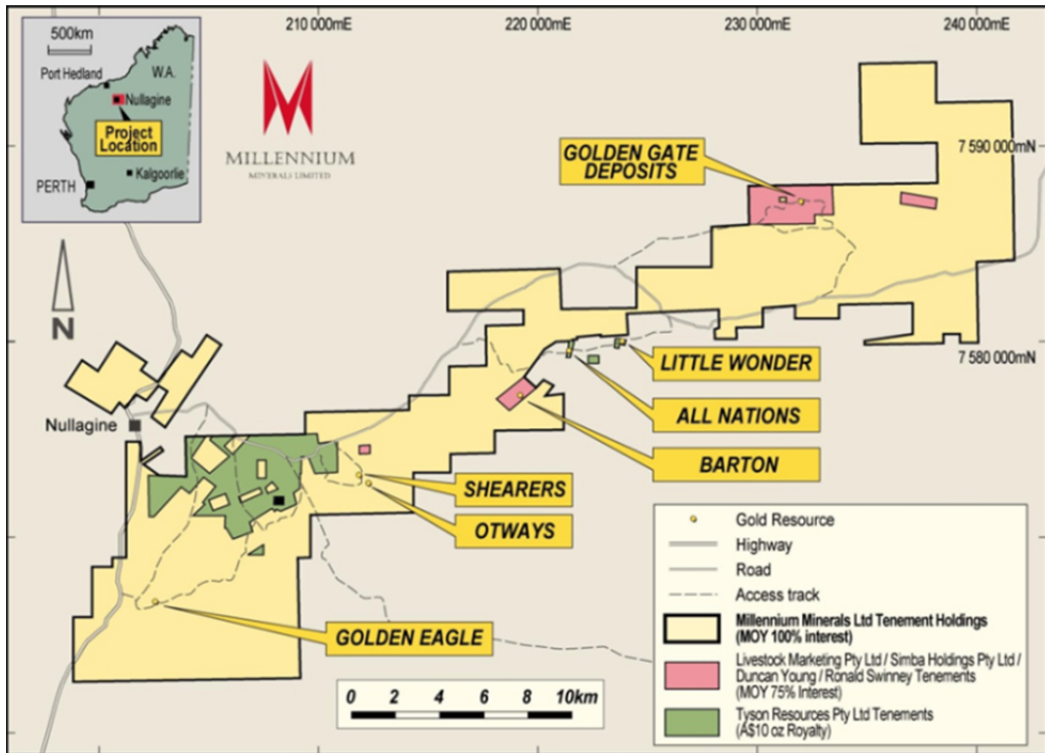 210 000mE
220 000mE
230 000mE
240 000mE
500km
Port Hedland
W.A.
Nullagine
Project
Location
Kalgoorlie
PERTH
MILLENNIUM
MINERALS LIMITED
GOLDEN GATE
DEPOSITS
7 590 000mN
N
7 580 000mN
LITTLE WONDER
Nullagine
ALL NATIONS
BARTON
SHEARERS
OTWAYS
GOLDEN EAGLE
Gold Resource
Highway
Road
Access track
Millennium Minerals Ltd Tenement Holdings
(MOY 100% interest)
Livestock Marketing Pty Ltd / Simba Holdings Pty Ltd /
Duncan Young / Ronald Swinney Tenements
(MOY 75% Interest)
Tyson Resources Pty Ltd Tenements
(A$10 oz Royalty)
0 2 4 6 8 10km